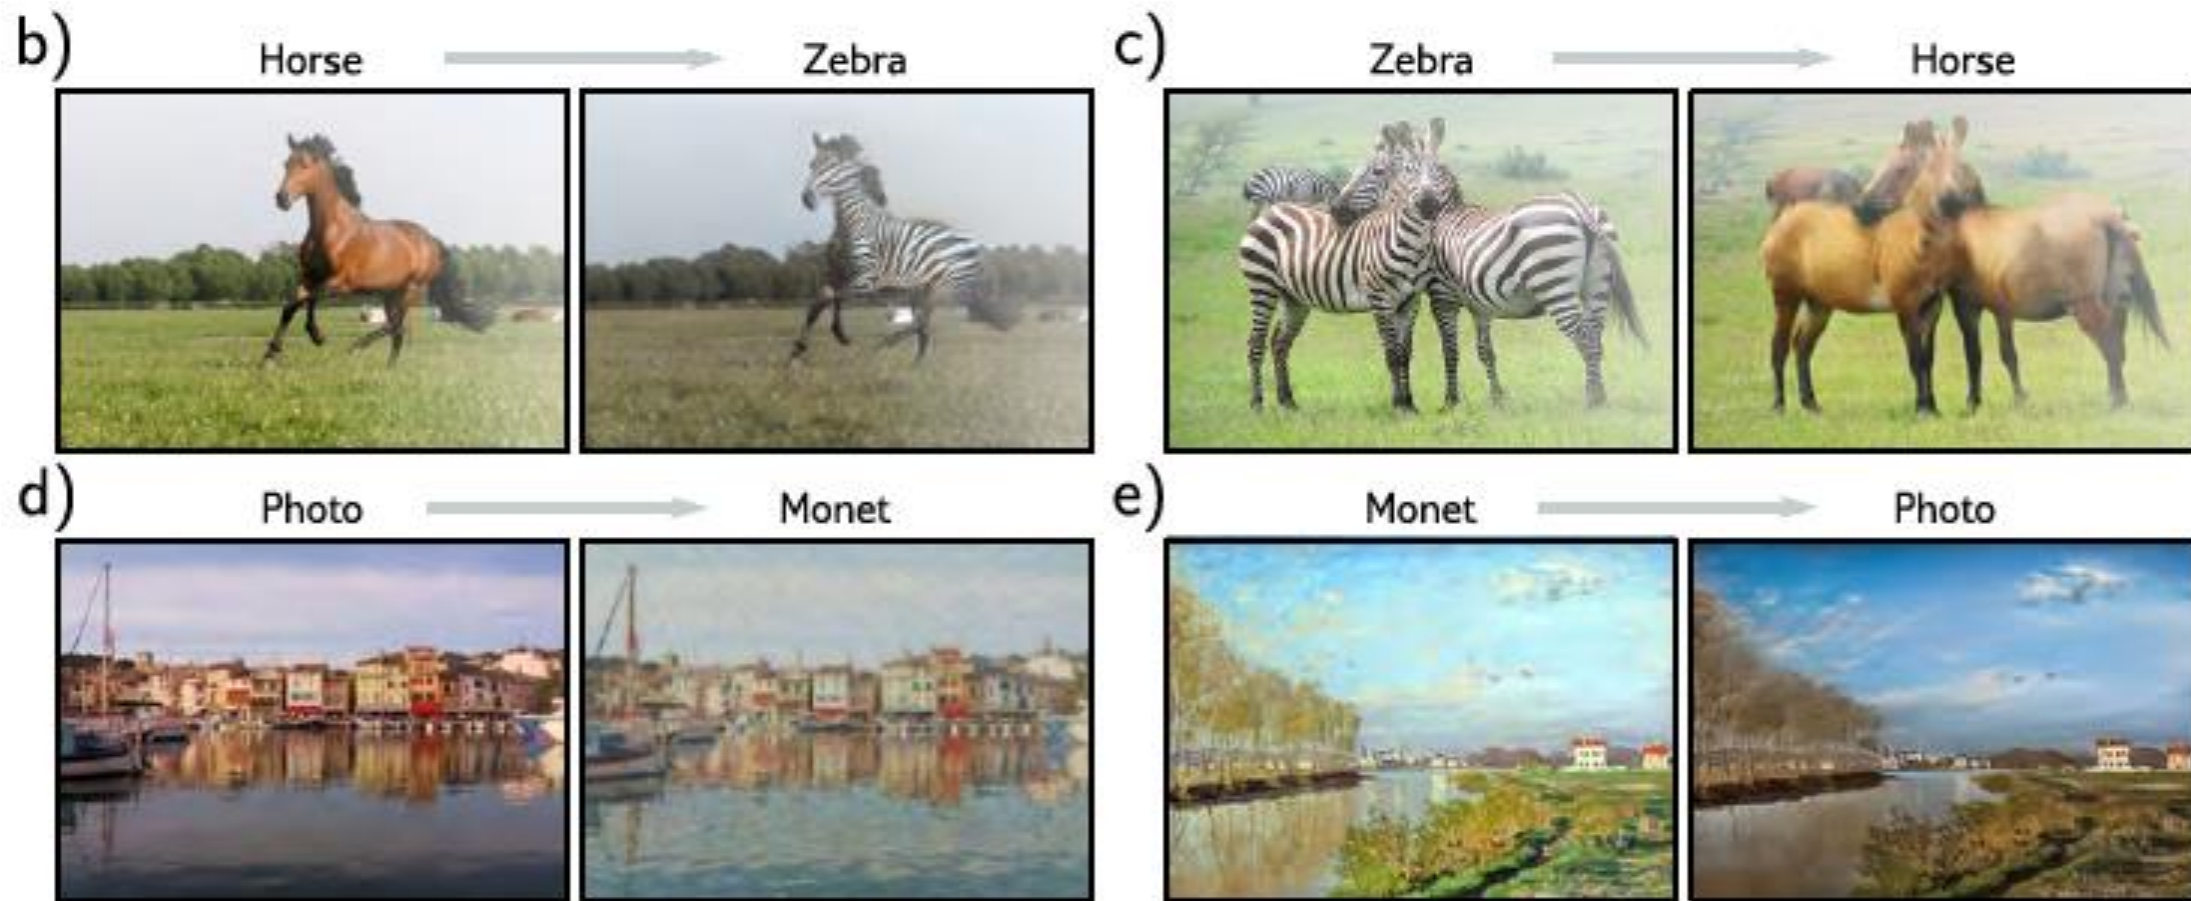 b) Horse Zebra
c) Zebra Horse
d) Photo Monet
e) Monet Photo